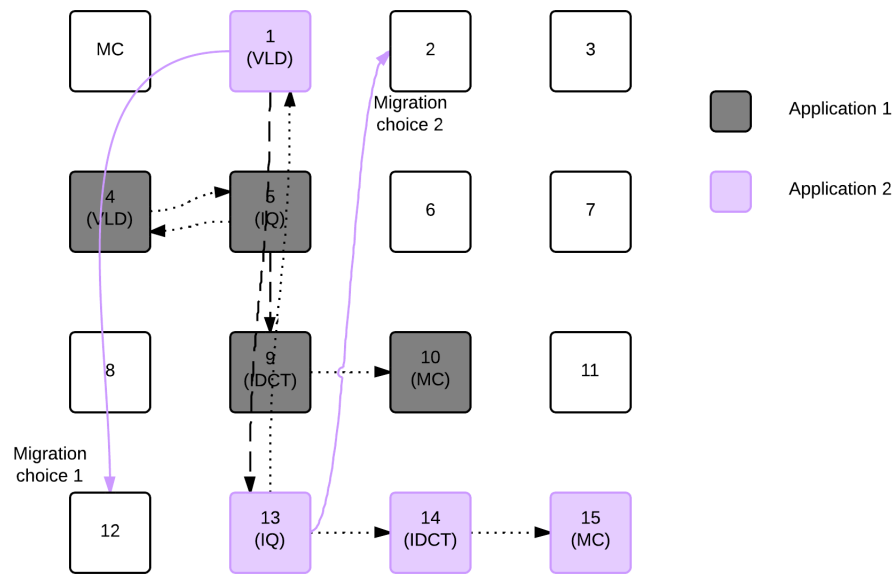 MC
1
(VLD)
2
3
Migration
choice 2
Application 1
Application 2
4
(VLD)
5
(IQ)
6
7
8
9
(IDCT)
10
(MC)
11
Migration
choice 1
12
13
(IQ)
14
(IDCT)
15
(MC)